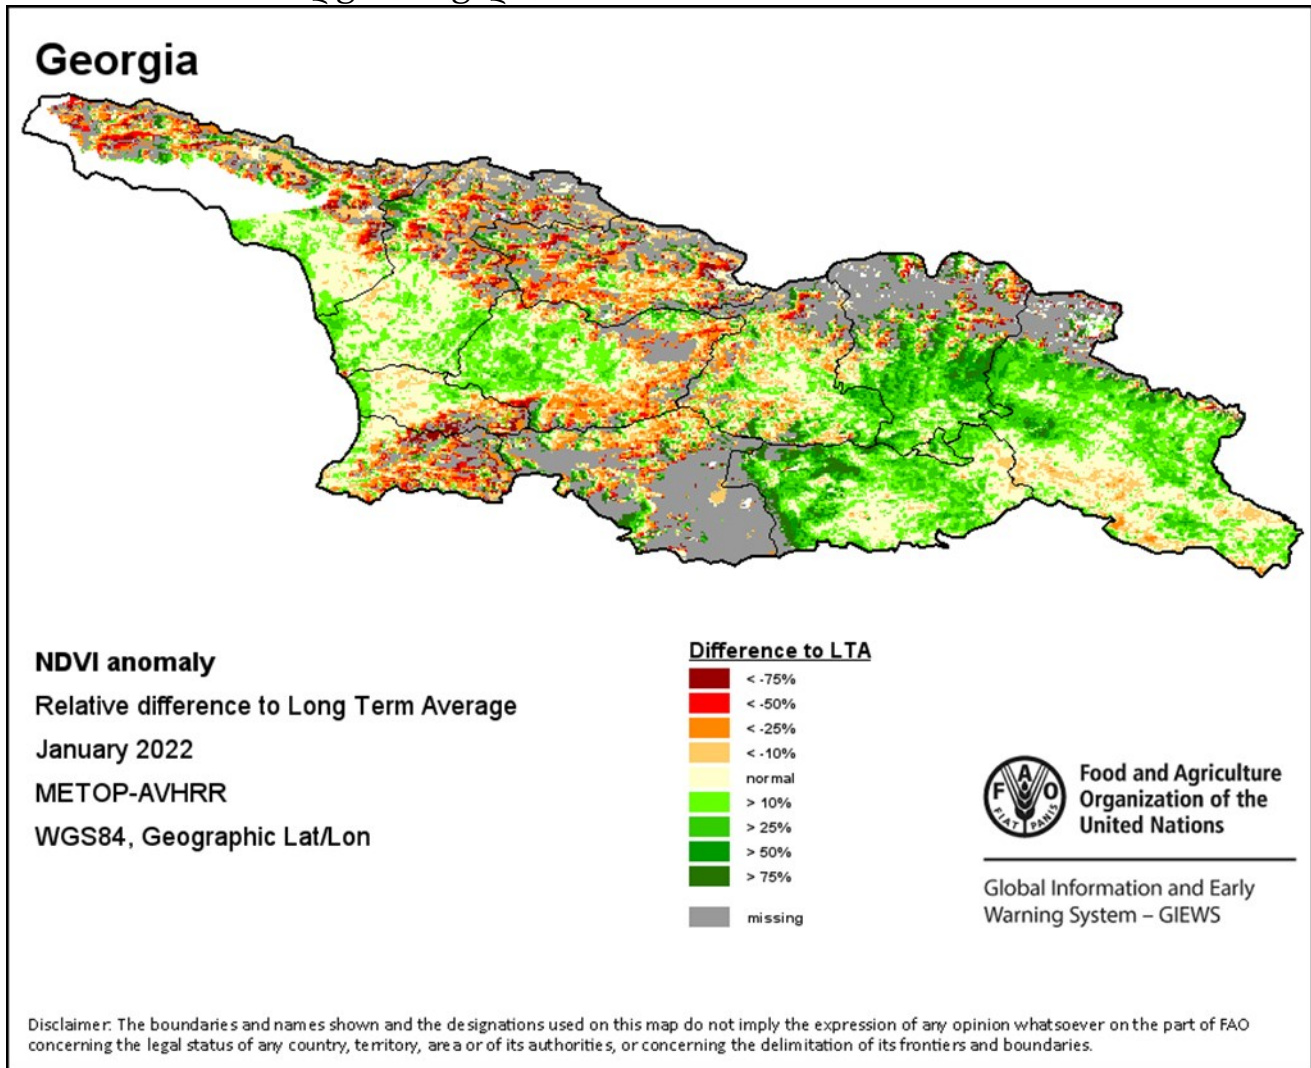 Georgia
NDVI anomaly
Relative difference to Long Term Average
January 2022
METOP-AVHRR
WGS84, Geographic Lat/Lon
Difference to LTA
< -75%
< -50%
< -25%
< -10%
normal
> 10%
> 25%
> 50%
> 75%
missing
F A O
FIAT PANIS
Food and Agriculture
Organization of the
United Nations
Global Information and Early
Warning System – GIEWS
Disclaimer: The boundaries and names shown and the designations used on this map do not imply the expression of any opinion whatsoever on the part of FAO
concerning the legal status of any country, territory, area or of its authorities, or concerning the delimitation of its frontiers and boundaries.